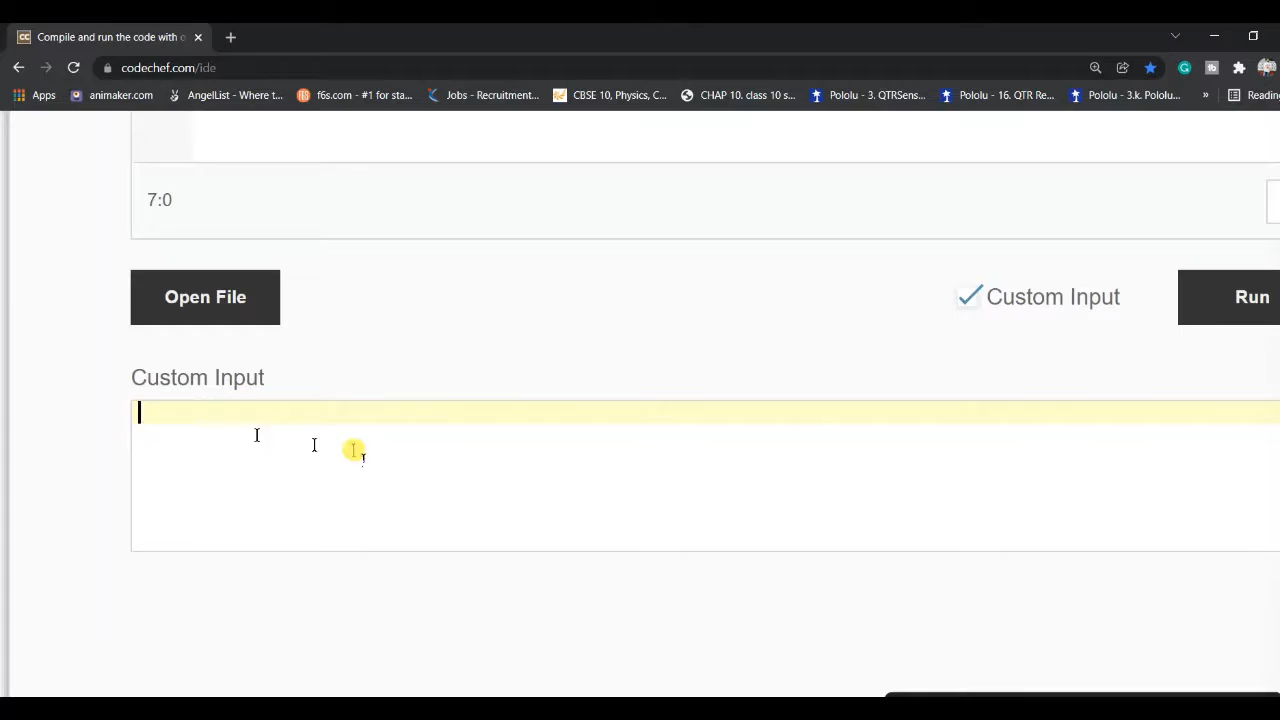 Compile and run the code with o
codechef.com/ide
Apps animaker.com AngelList - Where t... f6s.com - #1 for sta... Jobs - Recruitment... CBSE 10, Physics, C... CHAP 10. class 10 s... Pololu - 3. QTRSens... Pololu - 16. QTR Re... Pololu - 3.k. Pololu... » Reading
7:0
Open File Custom Input Run
Custom Input